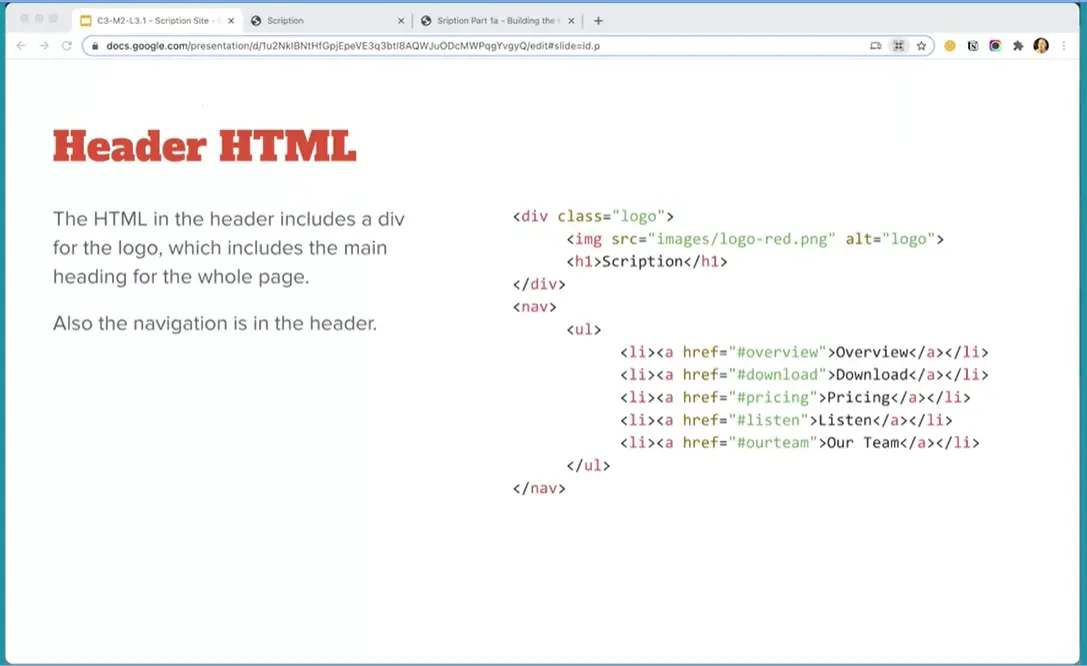 C3-M2-L3.1 - Scription Site -
Scription
Sription Part 1a – Building the
docs.google.com/presentation/d/1u2NkIBNtHfGpjEpeVE3q3btI8AQWJuODcMWPqgYvgyQ/edit#slide=id.p
Header HTML
The HTML in the header includes a div
for the logo, which includes the main
heading for the whole page.
Also the navigation is in the header.
<div class="logo">
<img src="images/logo-red.png" alt="logo">
<h1>Scription</h1>
</div>
<nav>
<ul>
<li><a href="#overview">Overview</a></li>
<li><a href="#download">Download</a></li>
<li><a href="#pricing">Pricing</a></li>
<li><a href="#listen">Listen</a></li>
<li><a href="#ourteam">Our Team</a></li>
</ul>
</nav>